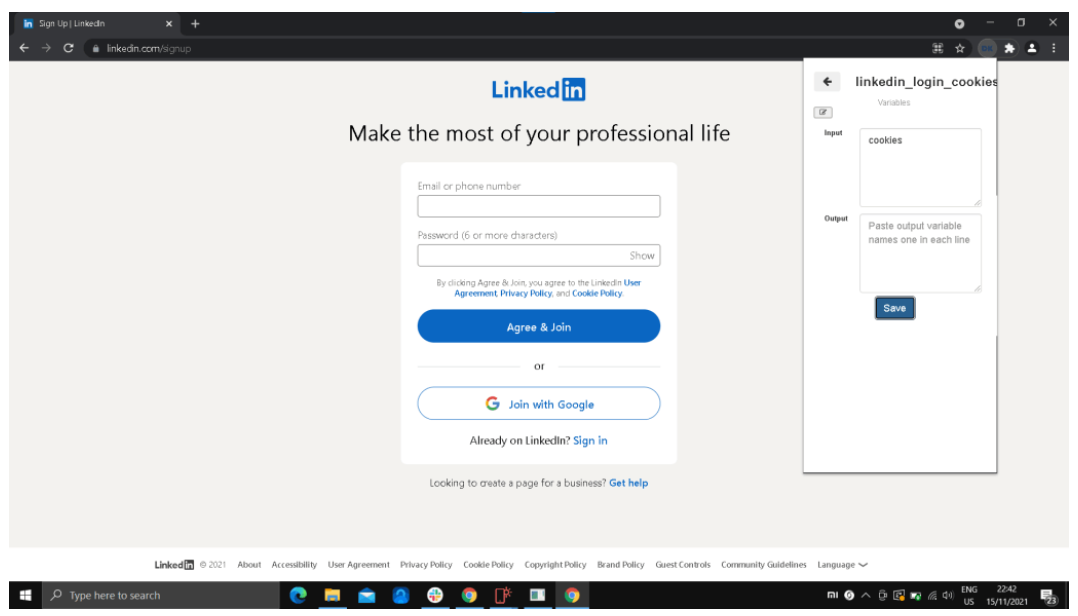 Sign Up | LinkedIn
linkedin.com/signup
Linkedin
Make the most of your professional life
Email or phone number
Password (6 or more characters)
Show
By clicking Agree & Join, you agree to the LinkedIn User
Agreement, Privacy Policy, and Cookie Policy.
Agree & Join
or
Join with Google
Already on LinkedIn? Sign in
Looking to create a page for a business? Get help
linkedin_login_cookies
Variables
Input
cookies
Output
Paste output variable
names one in each line
Save
Linkedin © 2021 About Accessibility User Agreement Privacy Policy Cookie Policy Copyright Policy Brand Policy Guest Controls Community Guidelines Language
Type here to search
ENG
US
22:42
15/11/2021
23